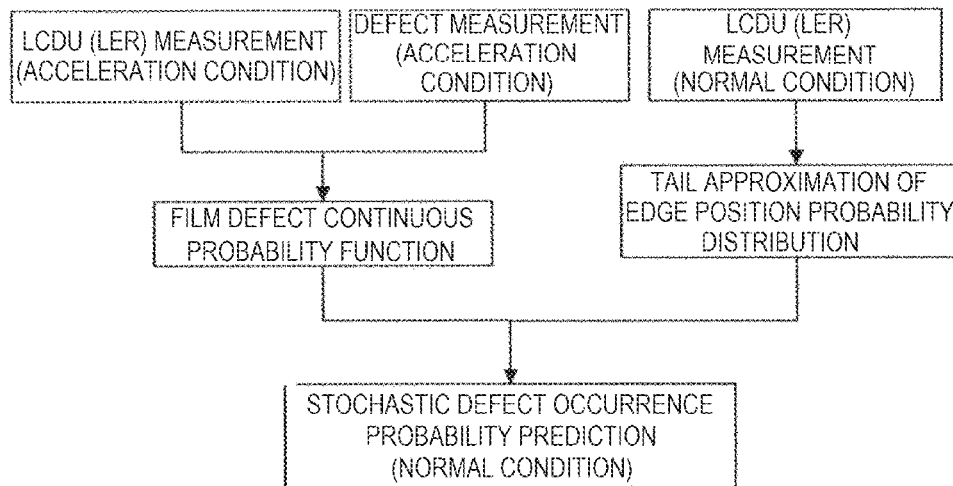 LCDU (LER) MEASUREMENT
(ACCELERATION CONDITION)
DEFECT MEASUREMENT
(ACCELERATION
CONDITION)
LCDU (LER)
MEASUREMENT
(NORMAL CONDITION)
FILM DEFECT CONTINUOUS
PROBABILITY FUNCTION
TAIL APPROXIMATION OF
EDGE POSITION PROBABILITY
DISTRIBUTION
STOCHASTIC DEFECT OCCURRENCE
PROBABILITY PREDICTION
(NORMAL CONDITION)